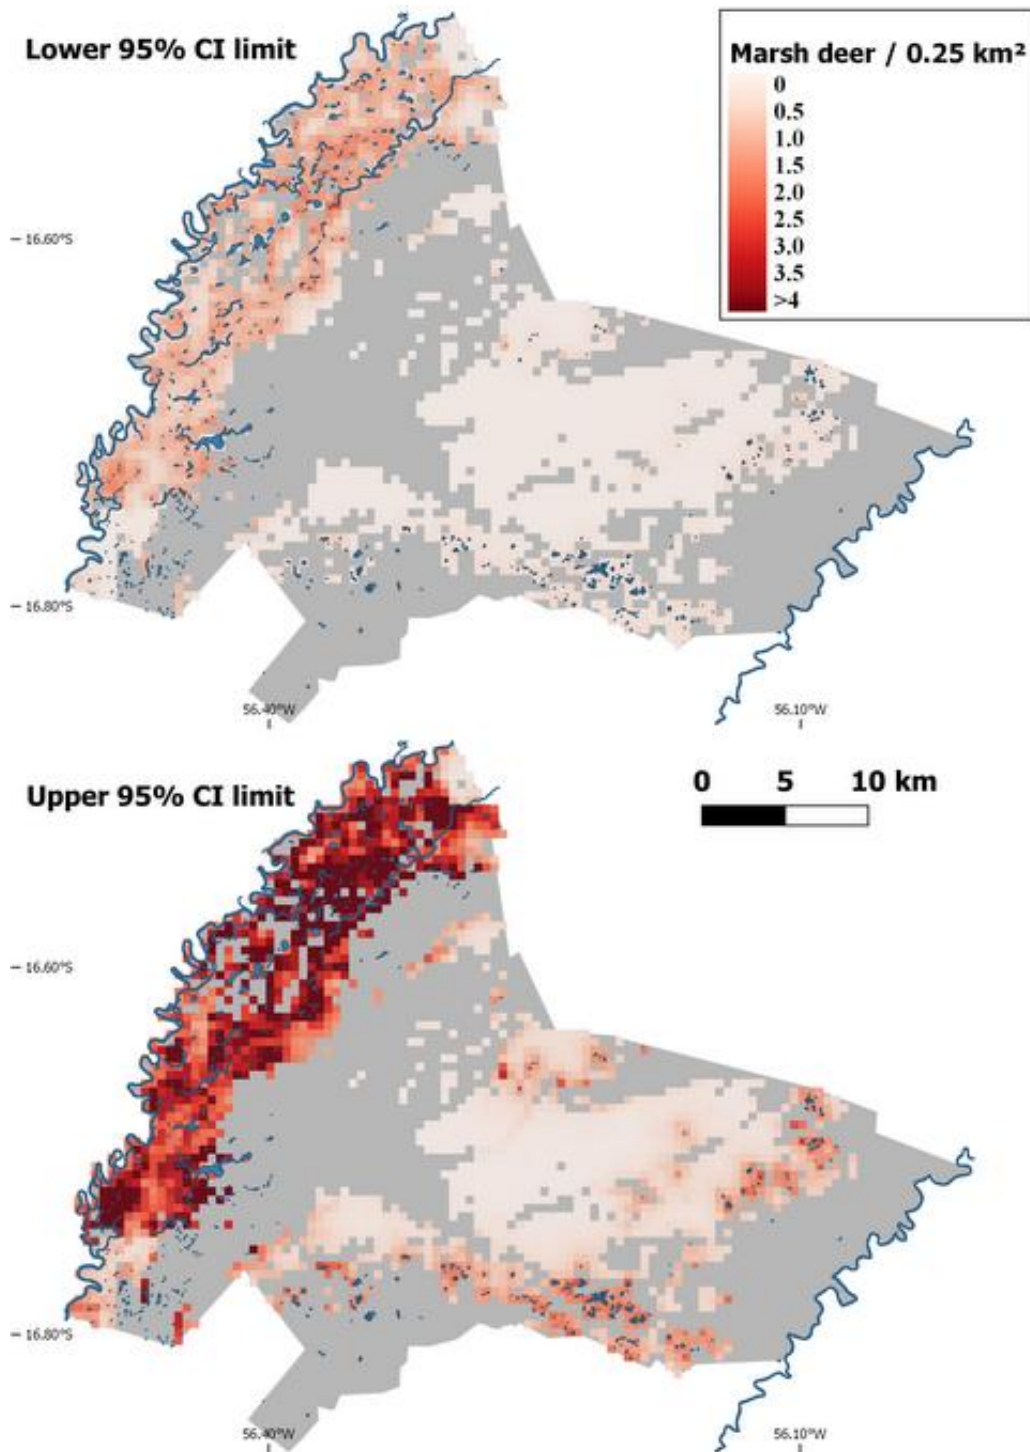 Lower 95% CI limit
Marsh deer / 0.25 km²
0
0.5
1.0
1.5
2.0
2.5
3.0
3.5
>4
16.60°S
16.80°S
56.40°W
56.10°W
Upper 95% CI limit
0 5 10 km
16.60°S
16.80°S
56.40°W
56.10°W